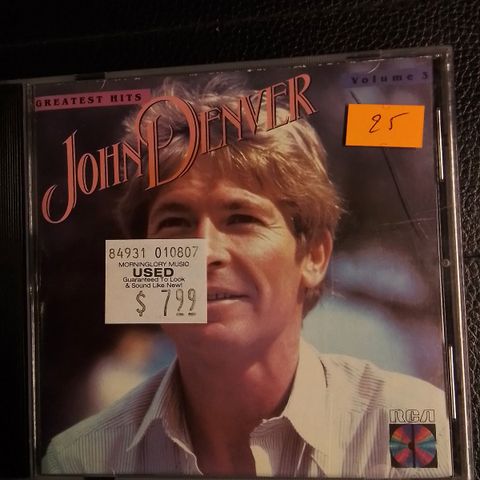 GREATEST HITS
Volume 3
JOHN DENVER
25
84931 010807
MORNINGLORY MUSIC
USED
Guaranteed To Look
& Sound Like New!
$ 7.99
RCA